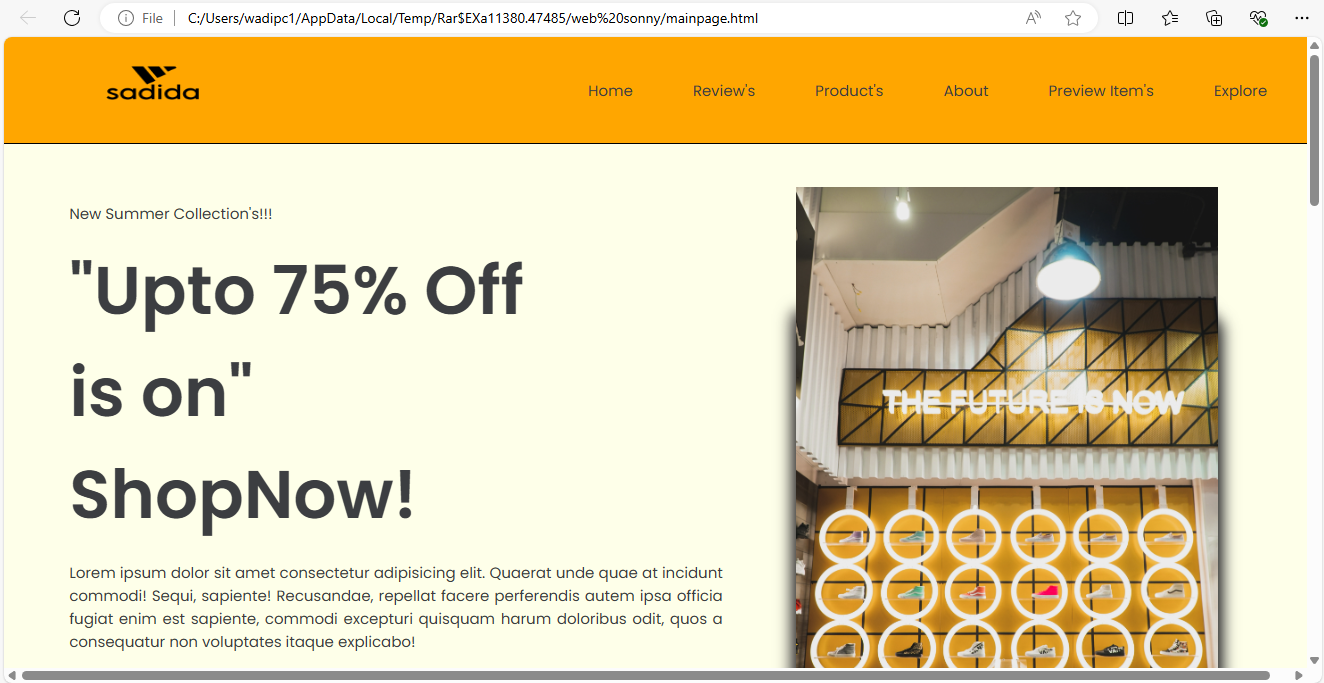 File
C:/Users/wadipc1/AppData/Local/Temp/Rar$EXa11380.47485/web%20sonny/mainpage.html
sadida
Home Review's Product's About Preview Item's Explore
New Summer Collection's!!!
"Upto 75% Off
is on"
ShopNow!
THE FUTURE IS NOW
Lorem ipsum dolor sit amet consectetur adipisicing elit. Quaerat unde quae at incidunt
commodi! Sequi, sapiente! Recusandae, repellat facere perferendis autem ipsa officia
fugiat enim est sapiente, commodi excepturi quisquam harum doloribus odit, quos a
consequatur non voluptates itaque explicabo!